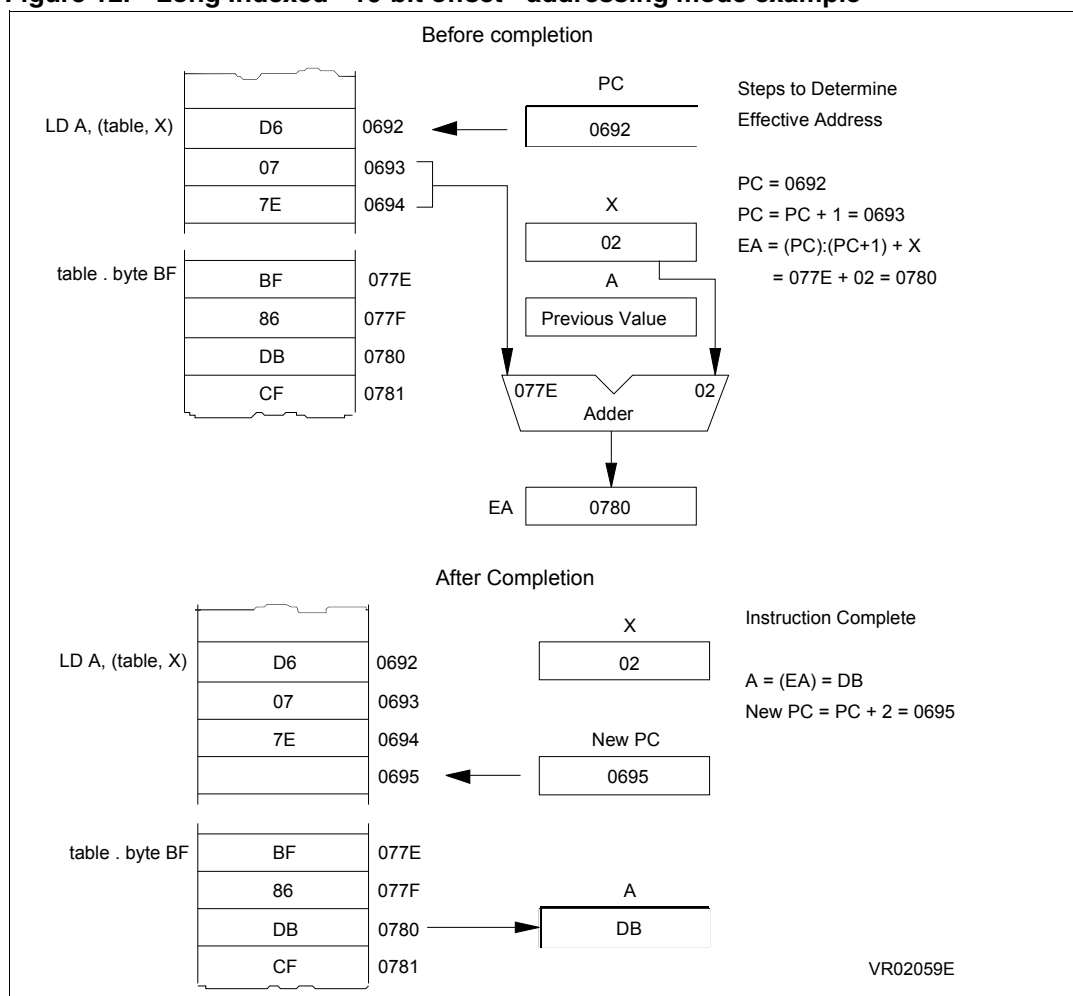 Figure 12. Long Indexed - 16-bit offset - addressing mode example
Before completion
PC
Steps to Determine
Effective Address
LD A, (table, X)
D6
0692
0692
07
0693
7E
0694
PC = 0692
PC = PC + 1 = 0693
EA = (PC):(PC+1) + X
= 077E + 02 = 0780
X
02
table . byte BF
BF
077E
A
86
077F
Previous Value
DB
0780
CF
0781
077E
02
Adder
EA
0780
After Completion
X
Instruction Complete
LD A, (table, X)
D6
0692
02
07
0693
A = (EA) = DB
New PC = PC + 2 = 0695
7E
0694
New PC
0695
0695
table . byte BF
BF
077E
86
077F
A
DB
0780
DB
CF
0781
VR02059E